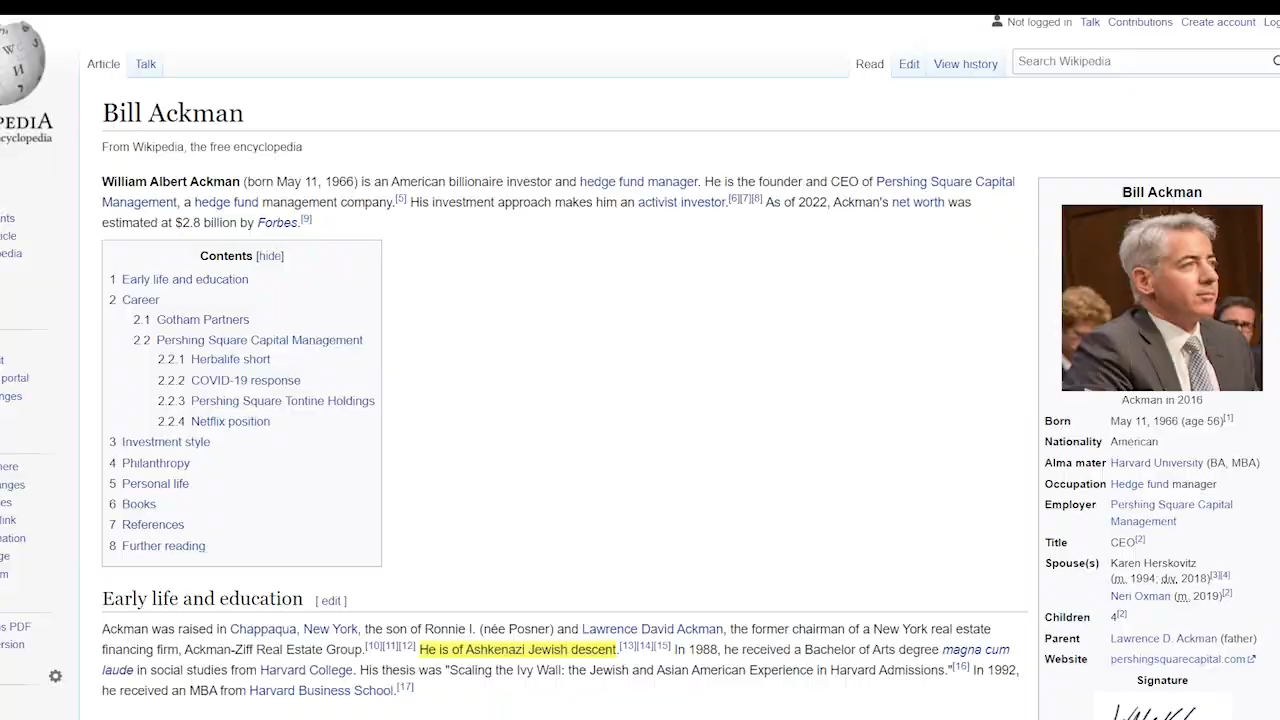 Not logged in Talk Contributions Create account
PEDIA
cyclopedia
Article Talk Read Edit View history Search Wikipedia
Bill Ackman
From Wikipedia, the free encyclopedia
William Albert Ackman (born May 11, 1966) is an American billionaire investor and hedge fund manager. He is the founder and CEO of Pershing Square Capital
Management, a hedge fund management company.[5] His investment approach makes him an activist investor.[6][7][8] As of 2022, Ackman's net worth was
estimated at $2.8 billion by Forbes.[9]
Contents [hide]
1 Early life and education
2 Career
2.1 Gotham Partners
2.2 Pershing Square Capital Management
2.2.1 Herbalife short
2.2.2 COVID-19 response
2.2.3 Pershing Square Tontine Holdings
2.2.4 Netflix position
3 Investment style
4 Philanthropy
5 Personal life
6 Books
7 References
8 Further reading
Early life and education [ edit ]
Ackman was raised in Chappaqua, New York, the son of Ronnie I. (née Posner) and Lawrence David Ackman, the former chairman of a New York real estate
financing firm, Ackman-Ziff Real Estate Group.[10][11][12] He is of Ashkenazi Jewish descent.[13][14][15] In 1988, he received a Bachelor of Arts degree magna cum
laude in social studies from Harvard College. His thesis was "Scaling the Ivy Wall: the Jewish and Asian American Experience in Harvard Admissions."[16] In 1992,
he received an MBA from Harvard Business School.[17]
Bill Ackman
Ackman in 2016
Born May 11, 1966 (age 56)[1]
Nationality American
Alma mater Harvard University (BA, MBA)
Occupation Hedge fund manager
Employer Pershing Square Capital
Management
Title CEO[2]
Spouse(s) Karen Herskovitz
(m. 1994; div. 2018)[3][4]
Neri Oxman (m. 2019)[2]
Children 4[2]
Parent Lawrence D. Ackman (father)
Website pershingsquarecapital.com
Signature
portal
PDF